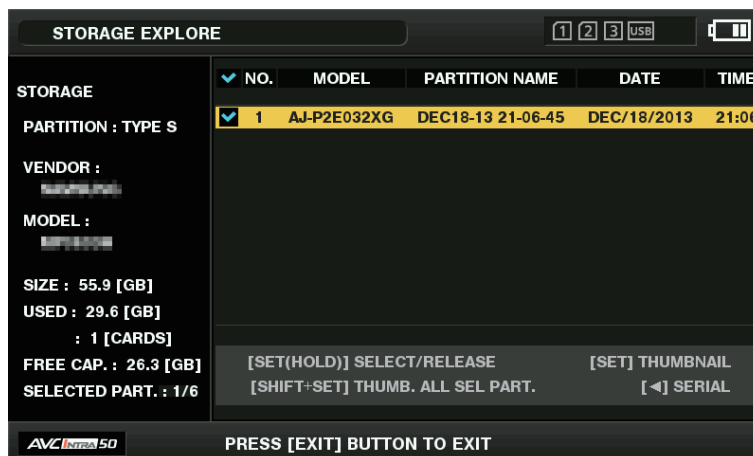 STORAGE EXPLORE
1 2 3 USB
STORAGE
PARTITION : TYPE S
VENDOR :
MODEL :
SIZE : 55.9 [GB]
USED : 29.6 [GB]
: 1 [CARDS]
FREE CAP. : 26.3 [GB]
SELECTED PART. : 1/6
NO. MODEL PARTITION NAME DATE TIME
1 AJ-P2E032XG DEC18-13 21-06-45 DEC/18/2013 21:06
[SET(HOLD)] SELECT/RELEASE [SET] THUMBNAIL
[SHIFT+SET] THUMB. ALL SEL PART. [◀] SERIAL
AVC INTRA 50 PRESS [EXIT] BUTTON TO EXIT